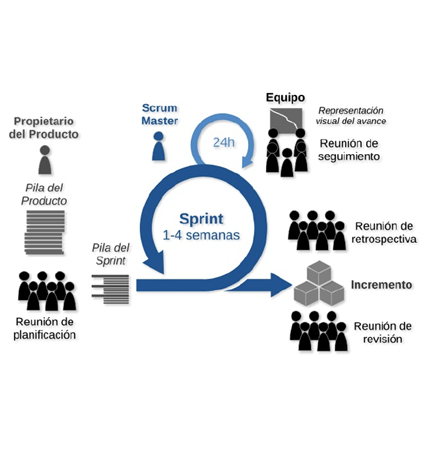 Propietario
del Producto
Pila del
Producto
Reunión de
planificación
Pila del
Sprint
Scrum
Master
24h
Sprint
1-4 semanas
Equipo
Representación
visual del avance
Reunión de
seguimiento
Reunión de
retrospectiva
Incremento
Reunión de
revisión